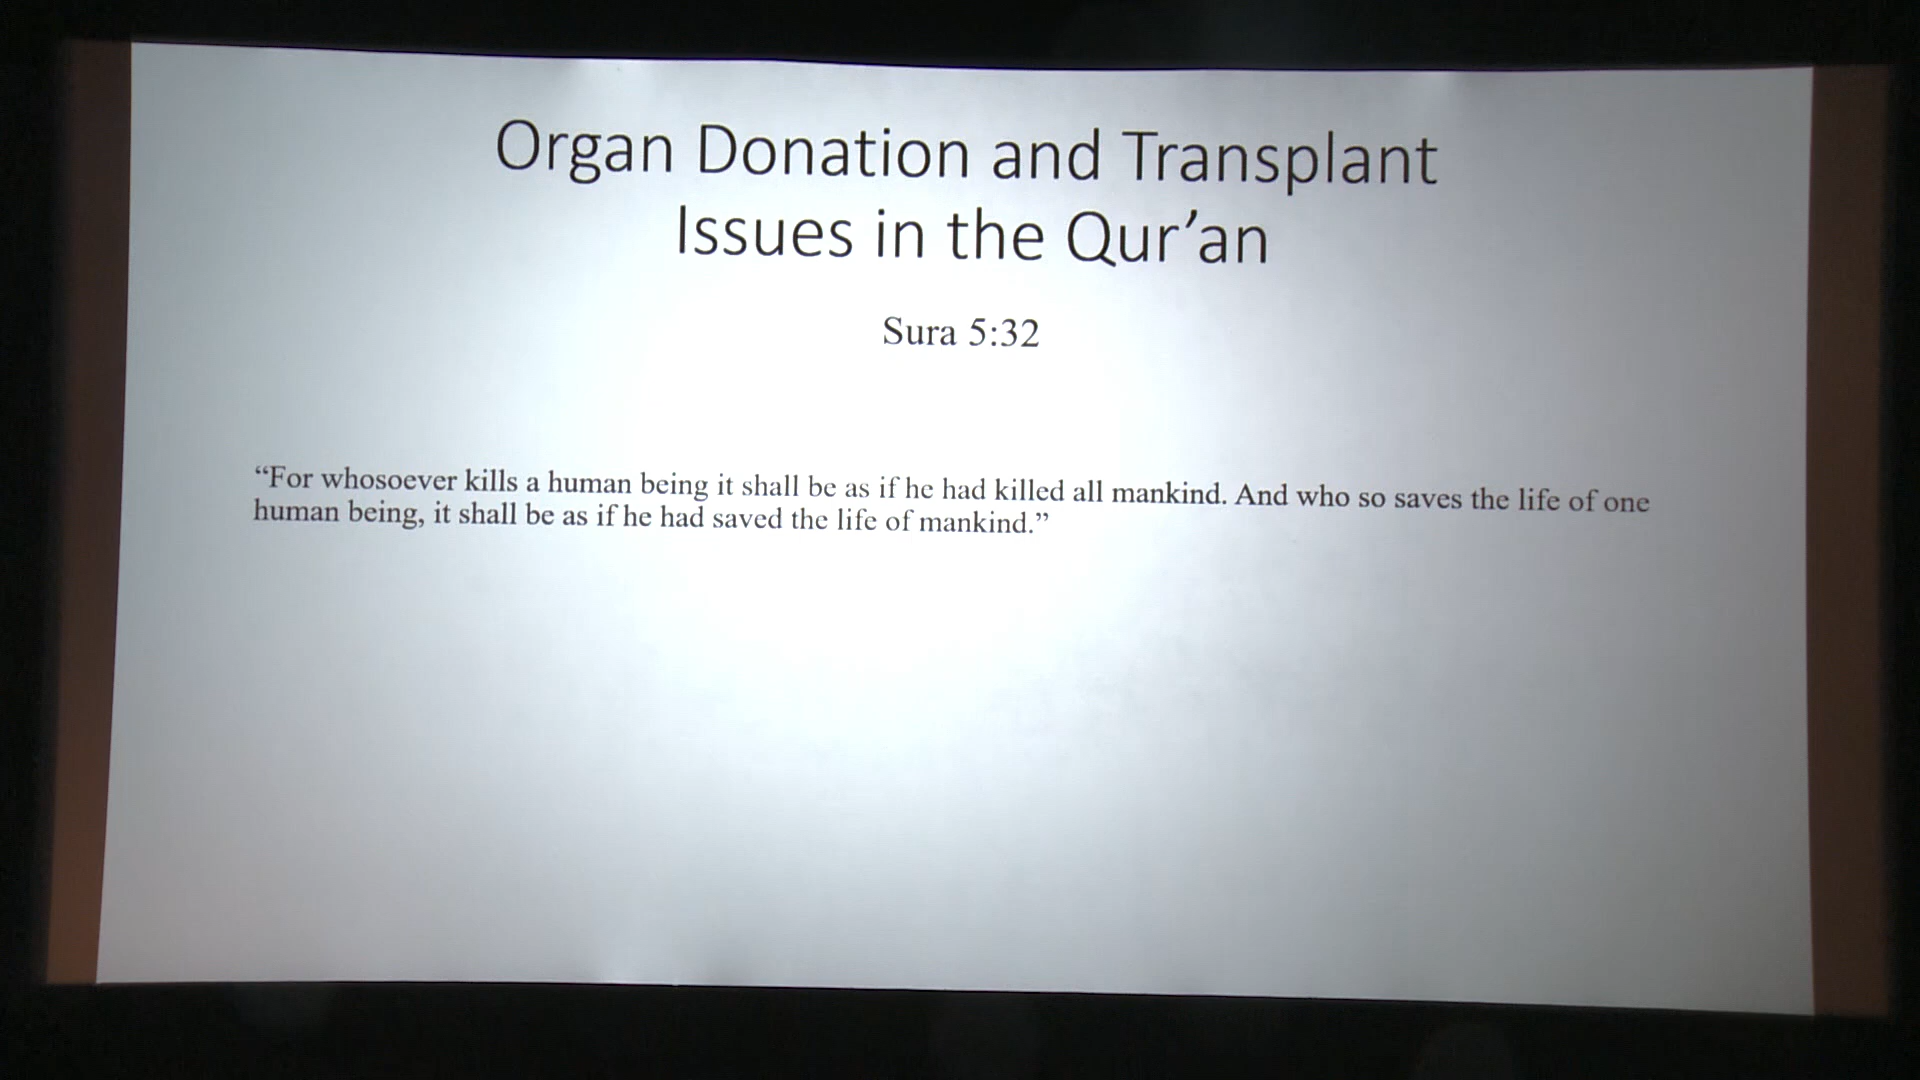 Organ Donation and Transplant
Issues in the Qur’an
Sura 5:32
“For whosoever kills a human being it shall be as if he had killed all mankind. And who so saves the life of one
human being, it shall be as if he had saved the life of mankind.”